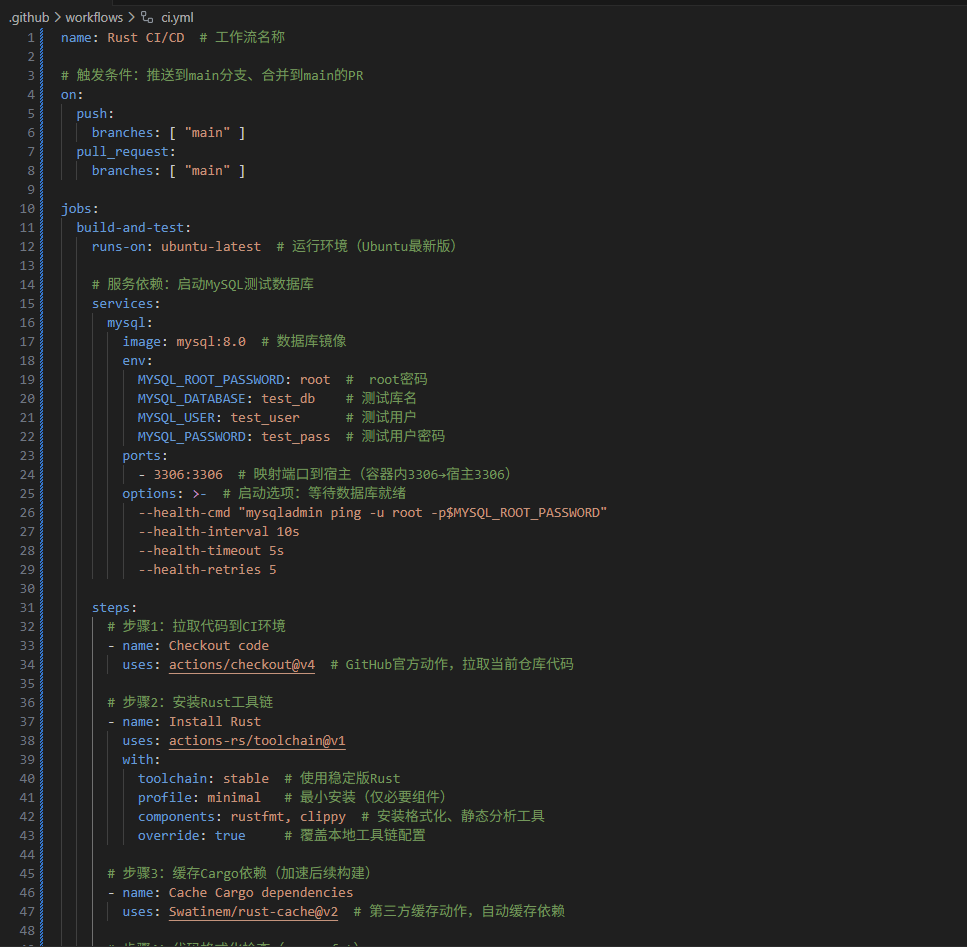 .github > workflows > ci.yml
1 name: Rust CI/CD  # 工作流名称
2
3 # 触发条件：推送到main分支、合并到main的PR
4 on:
5   push:
6     branches: [ "main" ]
7   pull_request:
8     branches: [ "main" ]
9
10 jobs:
11   build-and-test:
12     runs-on: ubuntu-latest  # 运行环境（Ubuntu最新版）
13
14     # 服务依赖：启动MySQL测试数据库
15     services:
16       mysql:
17         image: mysql:8.0  # 数据库镜像
18         env:
19           MYSQL_ROOT_PASSWORD: root  #  root密码
20           MYSQL_DATABASE: test_db    # 测试库名
21           MYSQL_USER: test_user      # 测试用户
22           MYSQL_PASSWORD: test_pass  # 测试用户密码
23         ports:
24           - 3306:3306  # 映射端口到宿主（容器内3306→宿主3306）
25         options: >-  # 启动选项：等待数据库就绪
26           --health-cmd "mysqladmin ping -u root -p$MYSQL_ROOT_PASSWORD"
27           --health-interval 10s
28           --health-timeout 5s
29           --health-retries 5
30
31     steps:
32       # 步骤1：拉取代码到CI环境
33       - name: Checkout code
34         uses: actions/checkout@v4  # GitHub官方动作，拉取当前仓库代码
35
36       # 步骤2：安装Rust工具链
37       - name: Install Rust
38         uses: actions-rs/toolchain@v1
39         with:
40           toolchain: stable  # 使用稳定版Rust
41           profile: minimal   # 最小安装（仅必要组件）
42           components: rustfmt, clippy  # 安装格式化、静态分析工具
43           override: true     # 覆盖本地工具链配置
44
45       # 步骤3：缓存Cargo依赖（加速后续构建）
46       - name: Cache Cargo dependencies
47         uses: Swatinem/rust-cache@v2  # 第三方缓存动作，自动缓存依赖
48